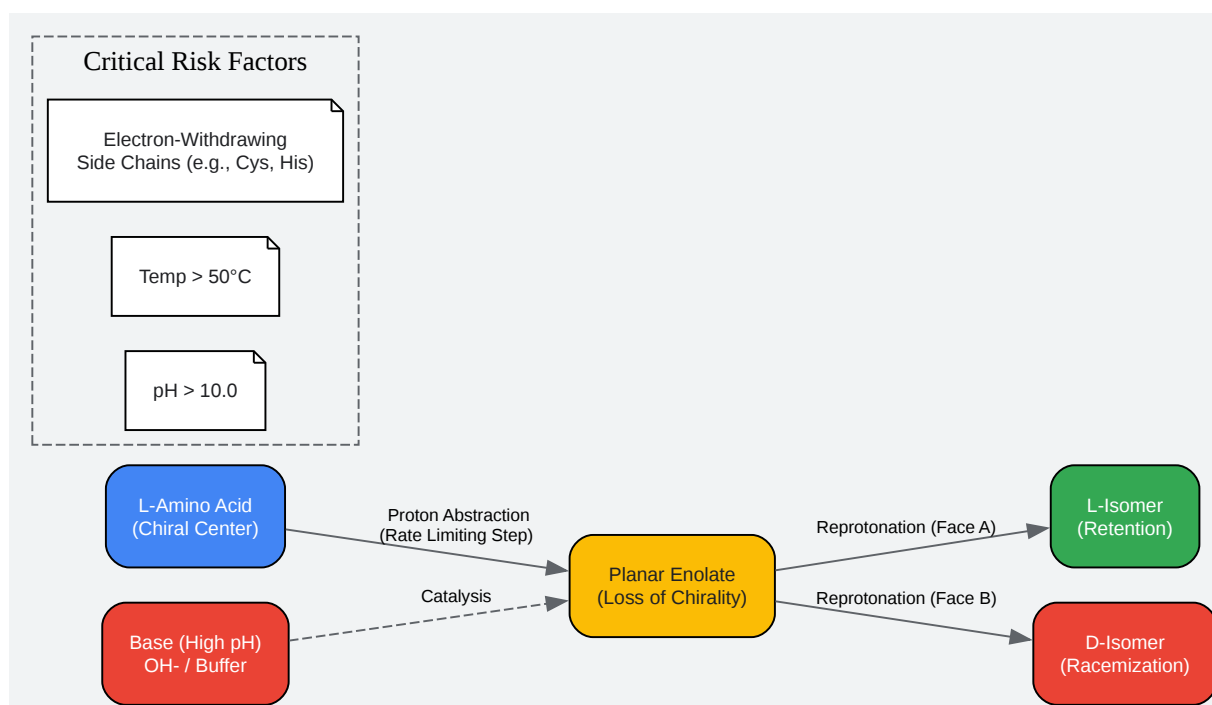 Critical Risk Factors
Electron-Withdrawing
Side Chains (e.g., Cys, His)
Temp > 50°C
pH > 10.0
L-Amino Acid
(Chiral Center)
Proton Abstraction
(Rate Limiting Step)
Catalysis
Base (High pH)
OH- / Buffer
Planar Enolate
(Loss of Chirality)
Reprotonation (Face A)
Reprotonation (Face B)
L-Isomer
(Retention)
D-Isomer
(Racemization)